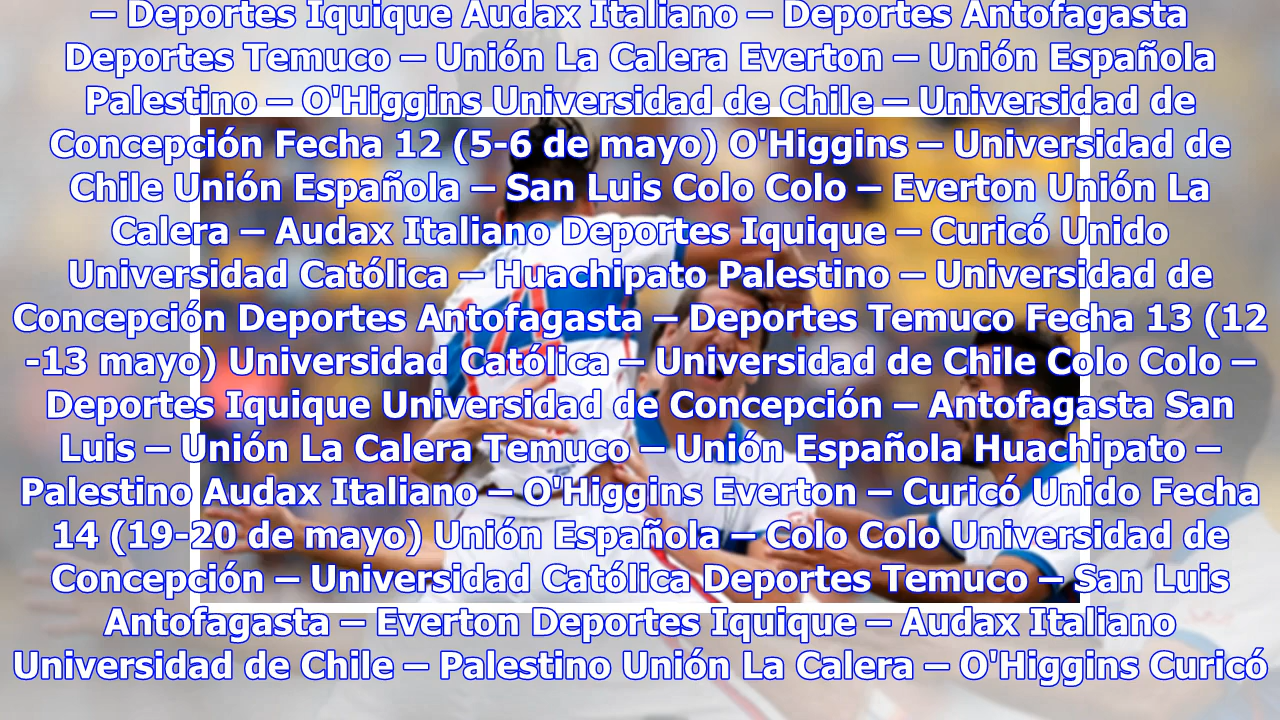 – Deportes Iquique Audax Italiano – Deportes Antofagasta
Deportes Temuco – Unión La Calera Everton – Unión Española
Palestino – O'Higgins Universidad de Chile – Universidad de
Concepción Fecha 12 (5-6 de mayo) O'Higgins – Universidad de
Chile Unión Española – San Luis Colo Colo – Everton Unión La
Calera – Audax Italiano Deportes Iquique – Curicó Unido
Universidad Católica – Huachipato Palestino – Universidad de
Concepción Deportes Antofagasta – Deportes Temuco Fecha 13 (12
-13 mayo) Universidad Católica – Universidad de Chile Colo Colo –
Deportes Iquique Universidad de Concepción – Antofagasta San
Luis – Unión La Calera Temuco – Unión Española Huachipato –
Palestino Audax Italiano – O'Higgins Everton – Curicó Unido Fecha
14 (19-20 de mayo) Unión Española – Colo Colo Universidad de
Concepción – Universidad Católica Deportes Temuco – San Luis
Antofagasta – Everton Deportes Iquique – Audax Italiano
Universidad de Chile – Palestino Unión La Calera – O'Higgins Curicó